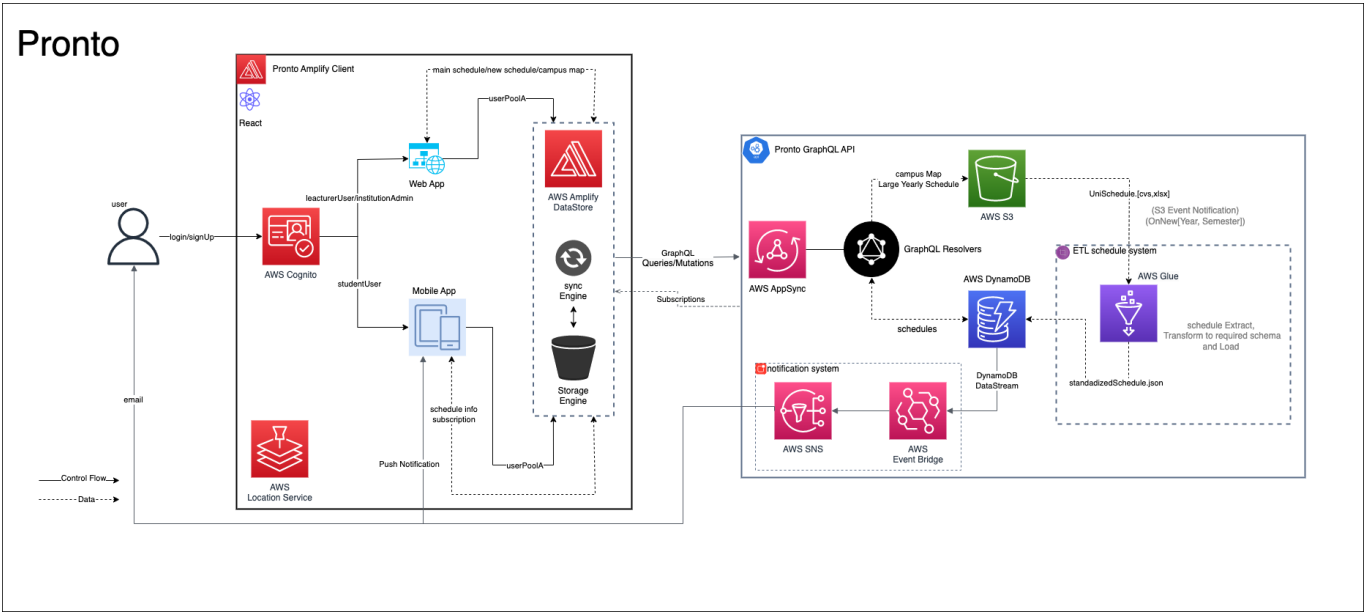 Pronto
Pronto Amplify Client
React
main schedule/new schedule/campus map
userPoolA
Web App
leacturerUser/institutionAdmin
user
login/signUp
AWS Cognito
studentUser
Mobile App
AWS Amplify
DataStore
sync
Engine
Storage
Engine
schedule info
subscription
userPoolA
Push Notification
email
AWS
Location Service
Control Flow
Data
GraphQL
Queries/Mutations
Subscriptions
Pronto GraphQL API
campus Map
Large Yearly Schedule
AWS S3
UniSchedule.[cvs,xlsx]
(S3 Event Notification)
(OnNew[Year, Semester])
AWS AppSync
GraphQL Resolvers
ETL schedule system
AWS Glue
AWS DynamoDB
schedules
schedule Extract,
Transform to required schema
and Load
standadizedSchedule.json
DynamoDB
DataStream
notification system
AWS SNS
AWS
Event Bridge